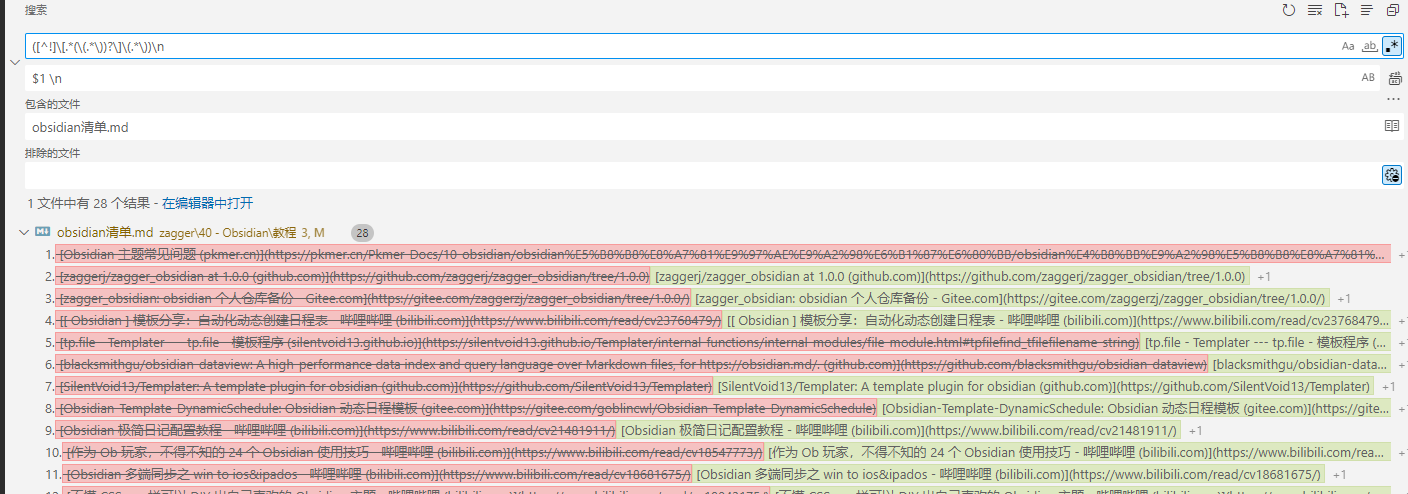 搜索
([^!]\[.*(\(.*\))?\]\(.*\))\n
Aa ab .*
$1 \n
AB
包含的文件
...
obsidian清单.md
排除的文件
1 文件中有 28 个结果 - 在编辑器中打开
obsidian清单.md zagger\40 - Obsidian\教程 3, M 28
1. [Obsidian 主题常见问题 (pkmer.cn)](https://pkmer.cn/Pkmer-Docs/10-obsidian/obsidian%E5%B8%B8%E8%A7%81%E9%97%AE%E9%A2%98%E6%B1%87%E6%80%BB/obsidian%E4%B8%BB%E9%A2%98%E5%B8%B8%E8%A7%81%...
2. [zaggerj/zagger_obsidian at 1.0.0 (github.com)](https://github.com/zaggerj/zagger_obsidian/tree/1.0.0) [zaggerj/zagger_obsidian at 1.0.0 (github.com)](https://github.com/zaggerj/zagger_obsidian/tree/1.0.0) +1
3. [zagger_obsidian: obsidian 个人仓库备份 - Gitee.com](https://gitee.com/zaggerzj/zagger_obsidian/tree/1.0.0/) [zagger_obsidian: obsidian 个人仓库备份 - Gitee.com](https://gitee.com/zaggerzj/zagger_obsidian/tree/1.0.0/) +1
4. [[ Obsidian ] 模板分享：自动化动态创建日程表 - 哔哩哔哩 (bilibili.com)](https://www.bilibili.com/read/cv23768479/) [[ Obsidian ] 模板分享：自动化动态创建日程表 - 哔哩哔哩 (bilibili.com)](https://www.bilibili.com/read/cv23768479...
5. [tp.file - Templater --- tp.file - 模板程序 (silentvoid13.github.io)](https://silentvoid13.github.io/Templater/internal-functions/internal-modules/file-module.html#tpfilefind_tfilefilename-string) [tp.file - Templater --- tp.file - 模板程序 (...
6. [blacksmithgu/obsidian-dataview: A high-performance data index and query language over Markdown files, for https://obsidian.md/. (github.com)](https://github.com/blacksmithgu/obsidian-dataview) [blacksmithgu/obsidian-data...
7. [SilentVoid13/Templater: A template plugin for obsidian (github.com)](https://github.com/SilentVoid13/Templater) [SilentVoid13/Templater: A template plugin for obsidian (github.com)](https://github.com/SilentVoid13/Templater) +1
8. [Obsidian-Template-DynamicSchedule: Obsidian 动态日程模板 (gitee.com)](https://gitee.com/goblincwl/Obsidian-Template-DynamicSchedule) [Obsidian-Template-DynamicSchedule: Obsidian 动态日程模板 (gitee.com)](https://gite...
9. [Obsidian 极简日记配置教程 - 哔哩哔哩 (bilibili.com)](https://www.bilibili.com/read/cv21481911/) [Obsidian 极简日记配置教程 - 哔哩哔哩 (bilibili.com)](https://www.bilibili.com/read/cv21481911/) +1
10. [作为 Ob 玩家，不得不知的 24 个 Obsidian 使用技巧 - 哔哩哔哩 (bilibili.com)](https://www.bilibili.com/read/cv18547773/) [作为 Ob 玩家，不得不知的 24 个 Obsidian 使用技巧 - 哔哩哔哩 (bilibili.com)](https://www.bilibili.com/r...
11. [Obsidian 多端同步之 win to ios&ipados - 哔哩哔哩 (bilibili.com)](https://www.bilibili.com/read/cv18681675/) [Obsidian 多端同步之 win to ios&ipados - 哔哩哔哩 (bilibili.com)](https://www.bilibili.com/read/cv18681675/) +1